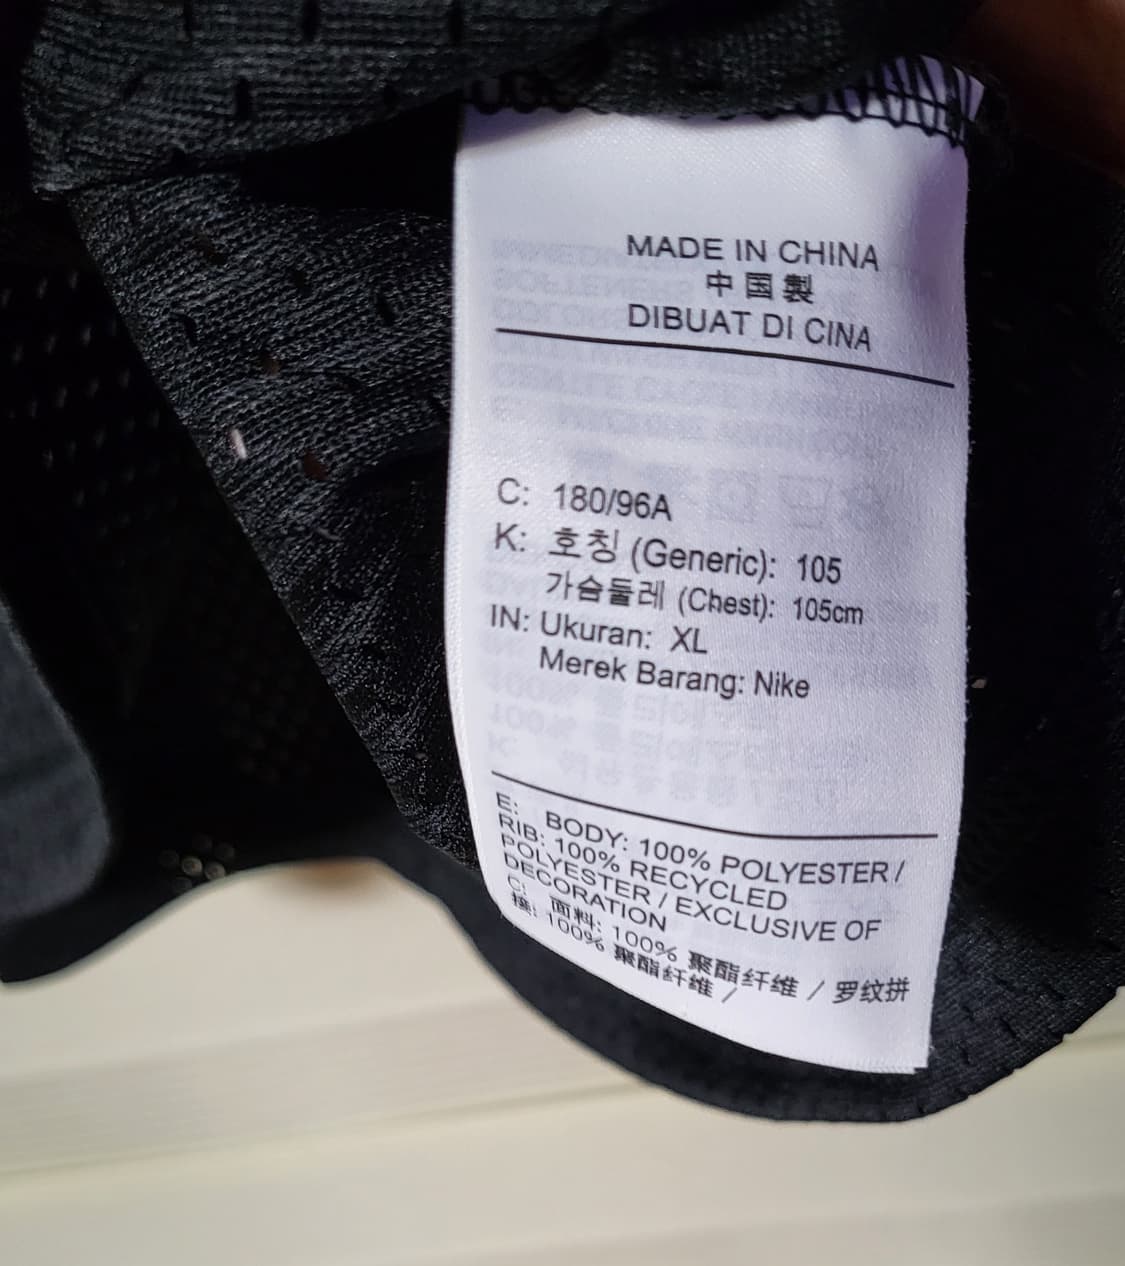 MADE IN CHINA
中国製
DIBUAT DI CINA
C: 180/96A
K: 호칭 (Generic): 105
가슴둘레 (Chest): 105cm
IN: Ukuran: XL
Merek Barang: Nike
E: BODY: 100% POLYESTER /
RIB: 100% RECYCLED
POLYESTER / EXCLUSIVE OF
DECORATION
C: 面料: 100% 聚酯纤维 / 罗纹拼
接: 100% 聚酯纤维 /